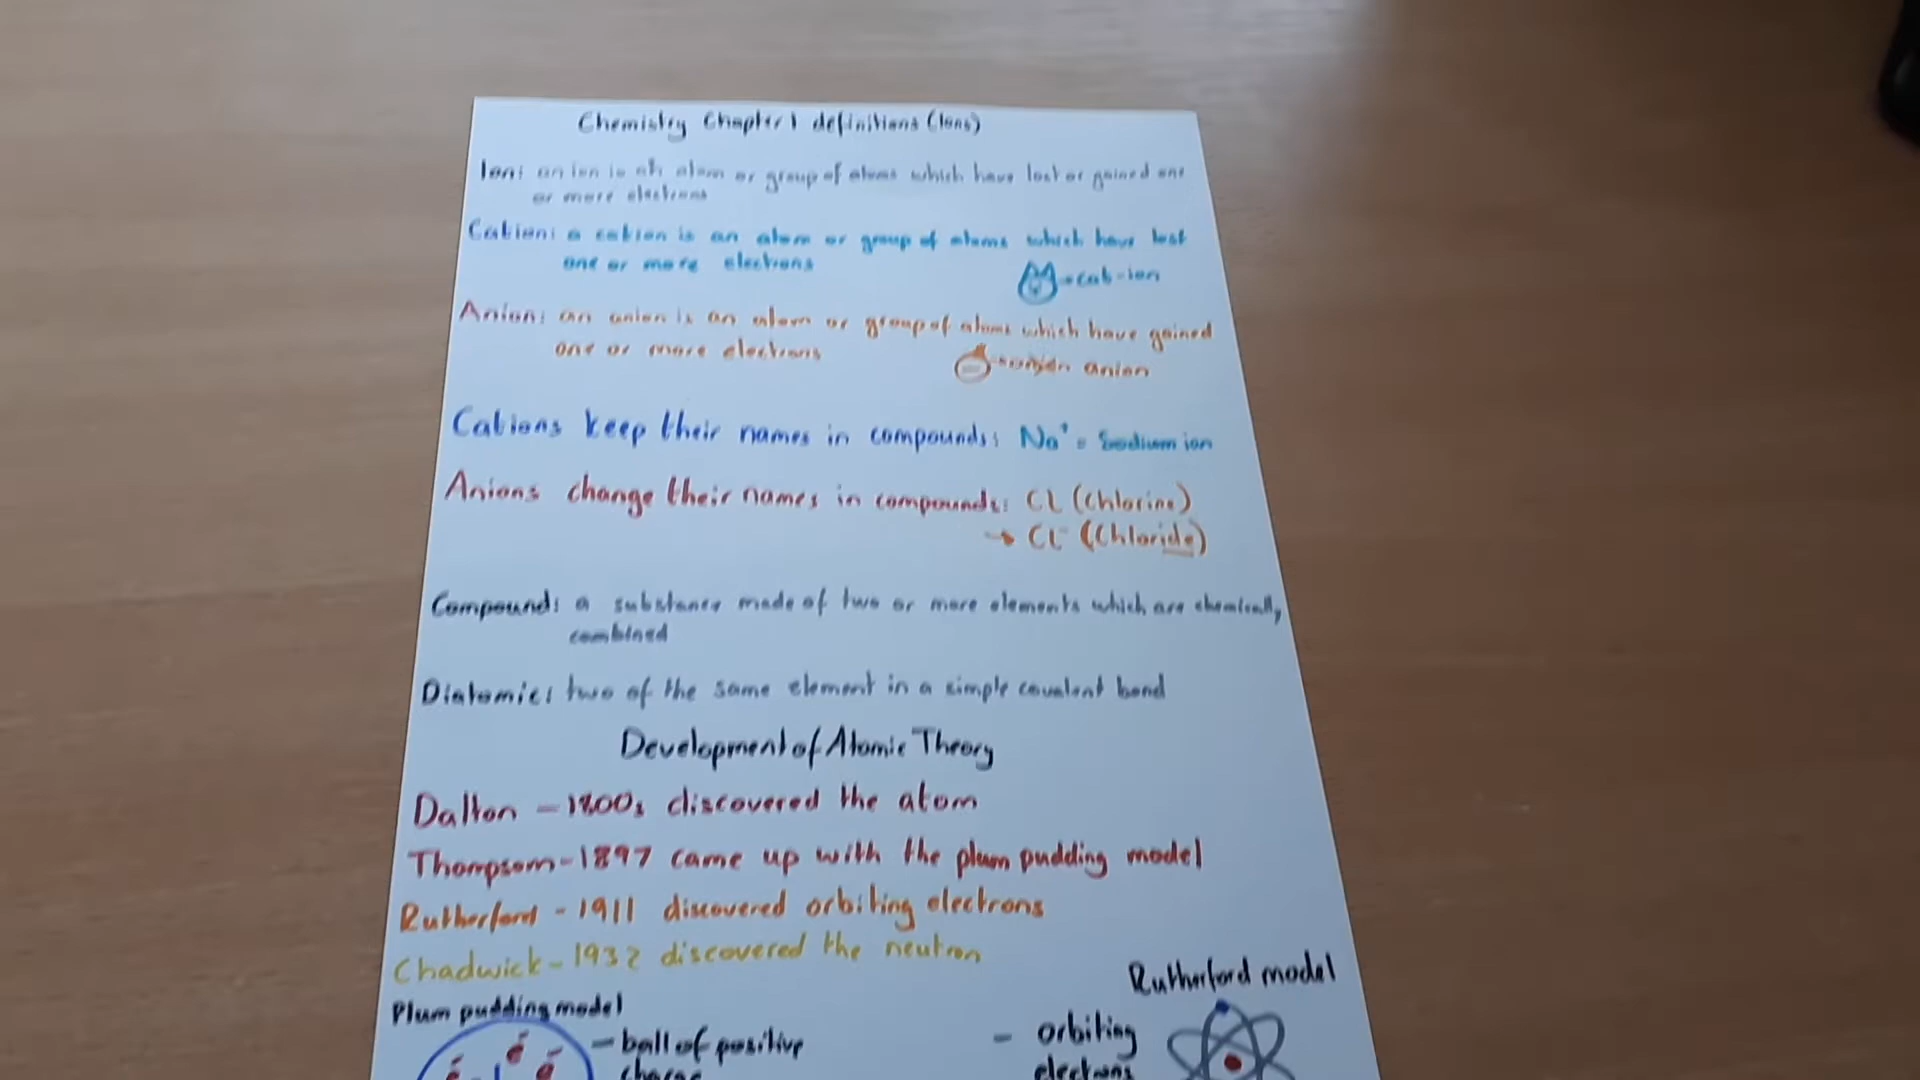 Chemistry Chapter 1 definitions (Ions)
Ion: an ion is an atom or group of atoms which have lost or gained one
or more electrons
Cation: a cation is an atom or group of atoms which have lost
one or more electrons
= cat-ion
Anion: an anion is an atom or group of atoms which have gained
one or more electrons
anion
Cations keep their names in compounds: Na⁺ = Sodium ion
Anions change their names in compounds: Cl (Chlorine)
→ Cl⁻ (Chloride)
Compound: a substance made of two or more elements which are chemically
combined
Diatomic: two of the same element in a simple covalent bond
Development of Atomic Theory
Dalton – 1800s discovered the atom
Thompsom – 1897 came up with the plum pudding model
Rutherford - 1911 discovered orbiting electrons
Chadwick – 1932 discovered the neutron
Plum pudding model
Rutherford model
e⁻ e⁻ e⁻
– ball of positive
charge
– orbiting
electrons